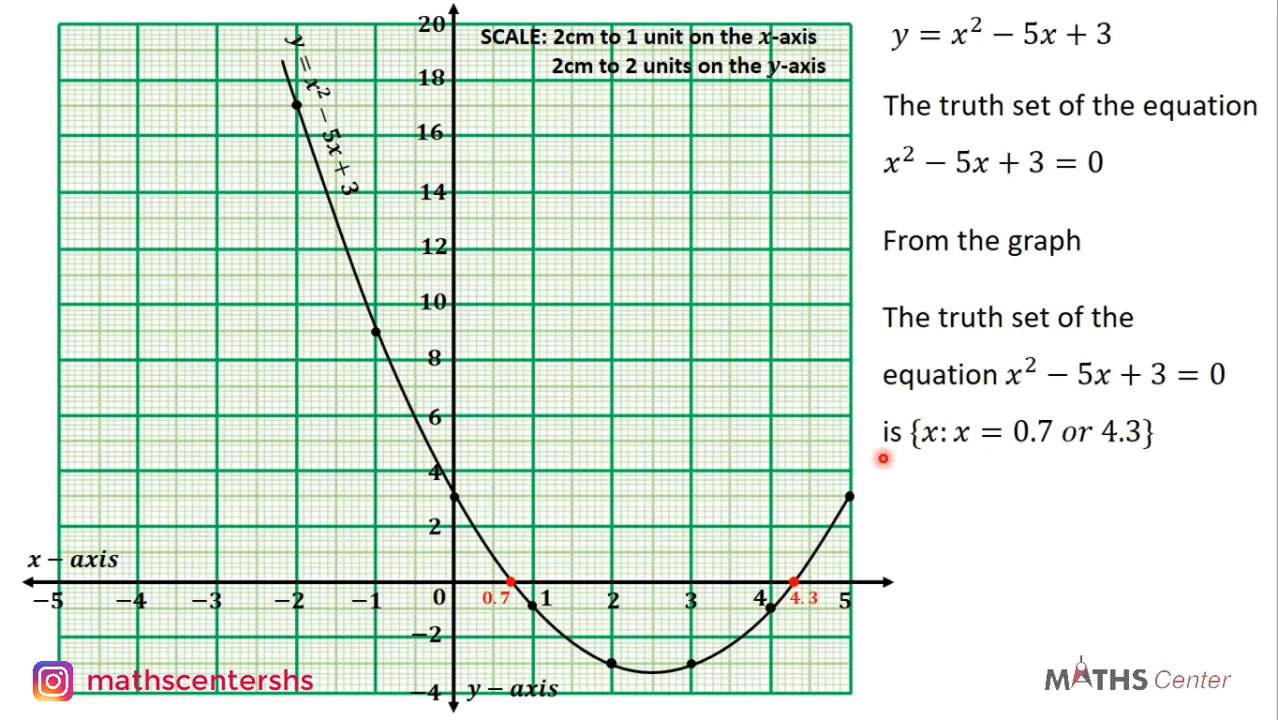 20
SCALE: 2cm to 1 unit on the x-axis
2cm to 2 units on the y-axis
y = x² − 5x + 3
18
16
14
12
10
8
6
4
2
x − axis
−5 −4 −3 −2 −1 0 0.7 1 2 3 4 4.3 5
−2
−4
y − axis
mathscentershs
y = x² − 5x + 3
The truth set of the equation
x² − 5x + 3 = 0
From the graph
The truth set of the
equation x² − 5x + 3 = 0
is {x: x = 0.7 or 4.3}
MATHS Center